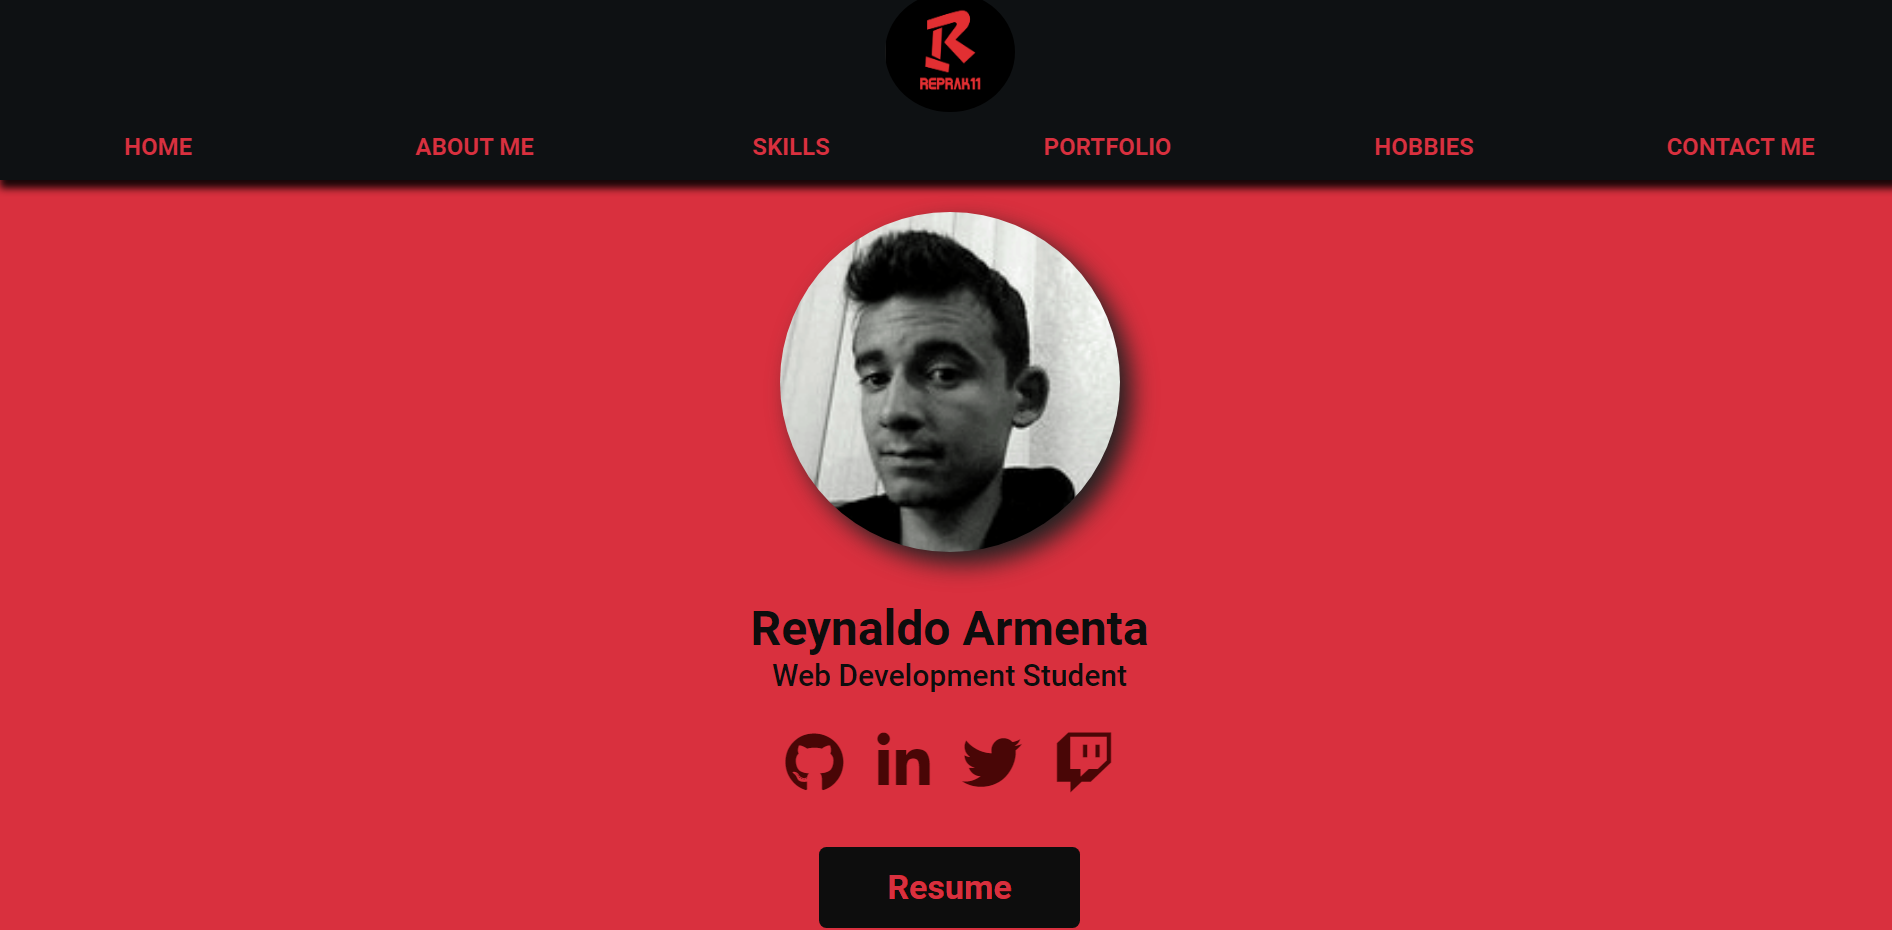 REPRAK11
HOME ABOUT ME SKILLS PORTFOLIO HOBBIES CONTACT ME
Reynaldo Armenta
Web Development Student
in
Resume